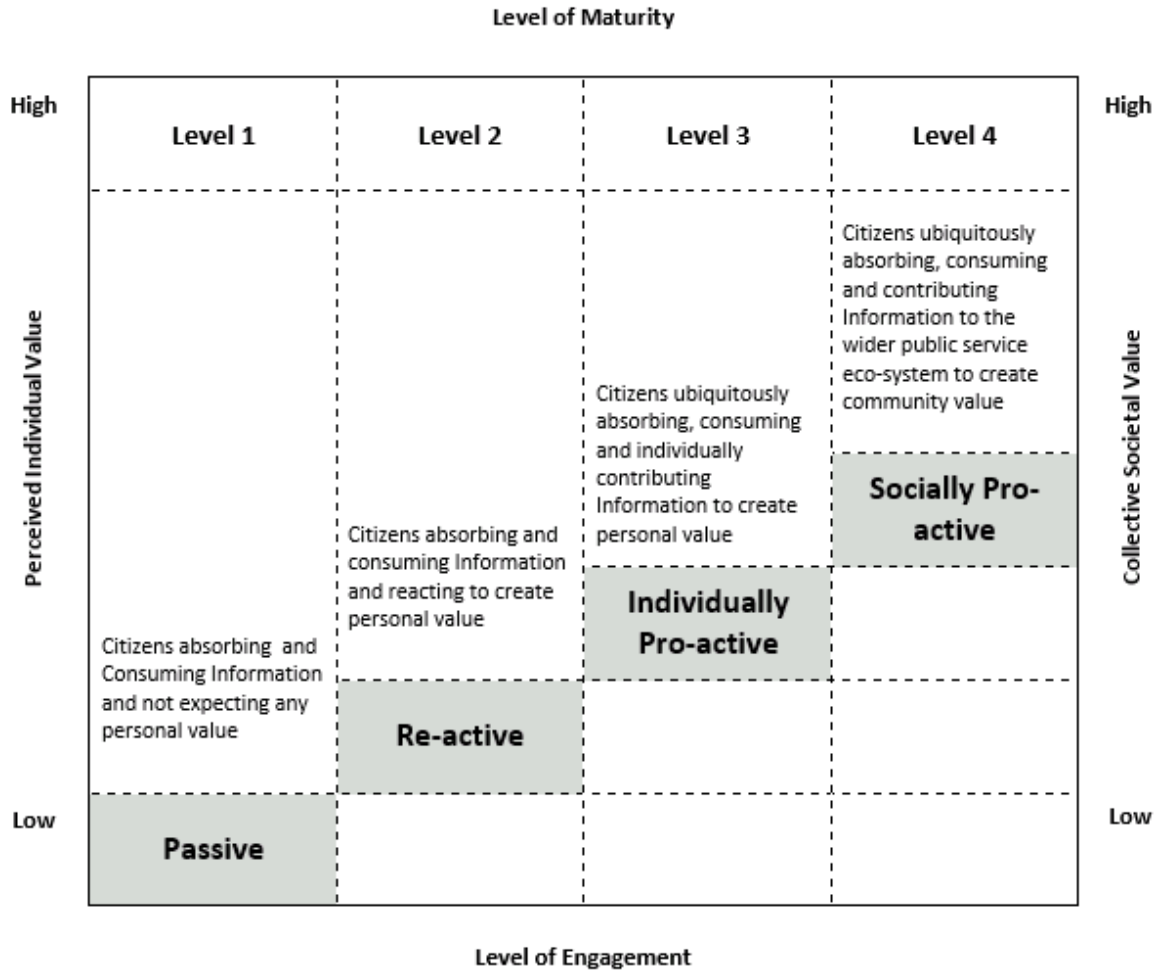 Level of Maturity
High
High
Level 1
Level 2
Level 3
Level 4
Citizens ubiquitously
absorbing, consuming
and contributing
Information to the
wider public service
eco-system to create
community value
Perceived Individual Value
Collective Societal Value
Citizens ubiquitously
absorbing, consuming
and individually
contributing
Information to create
personal value
Socially Pro-
active
Citizens absorbing and
consuming Information
and reacting to create
personal value
Individually
Pro-active
Citizens absorbing  and
Consuming Information
and not expecting any
personal value
Re-active
Low
Low
Passive
Level of Engagement